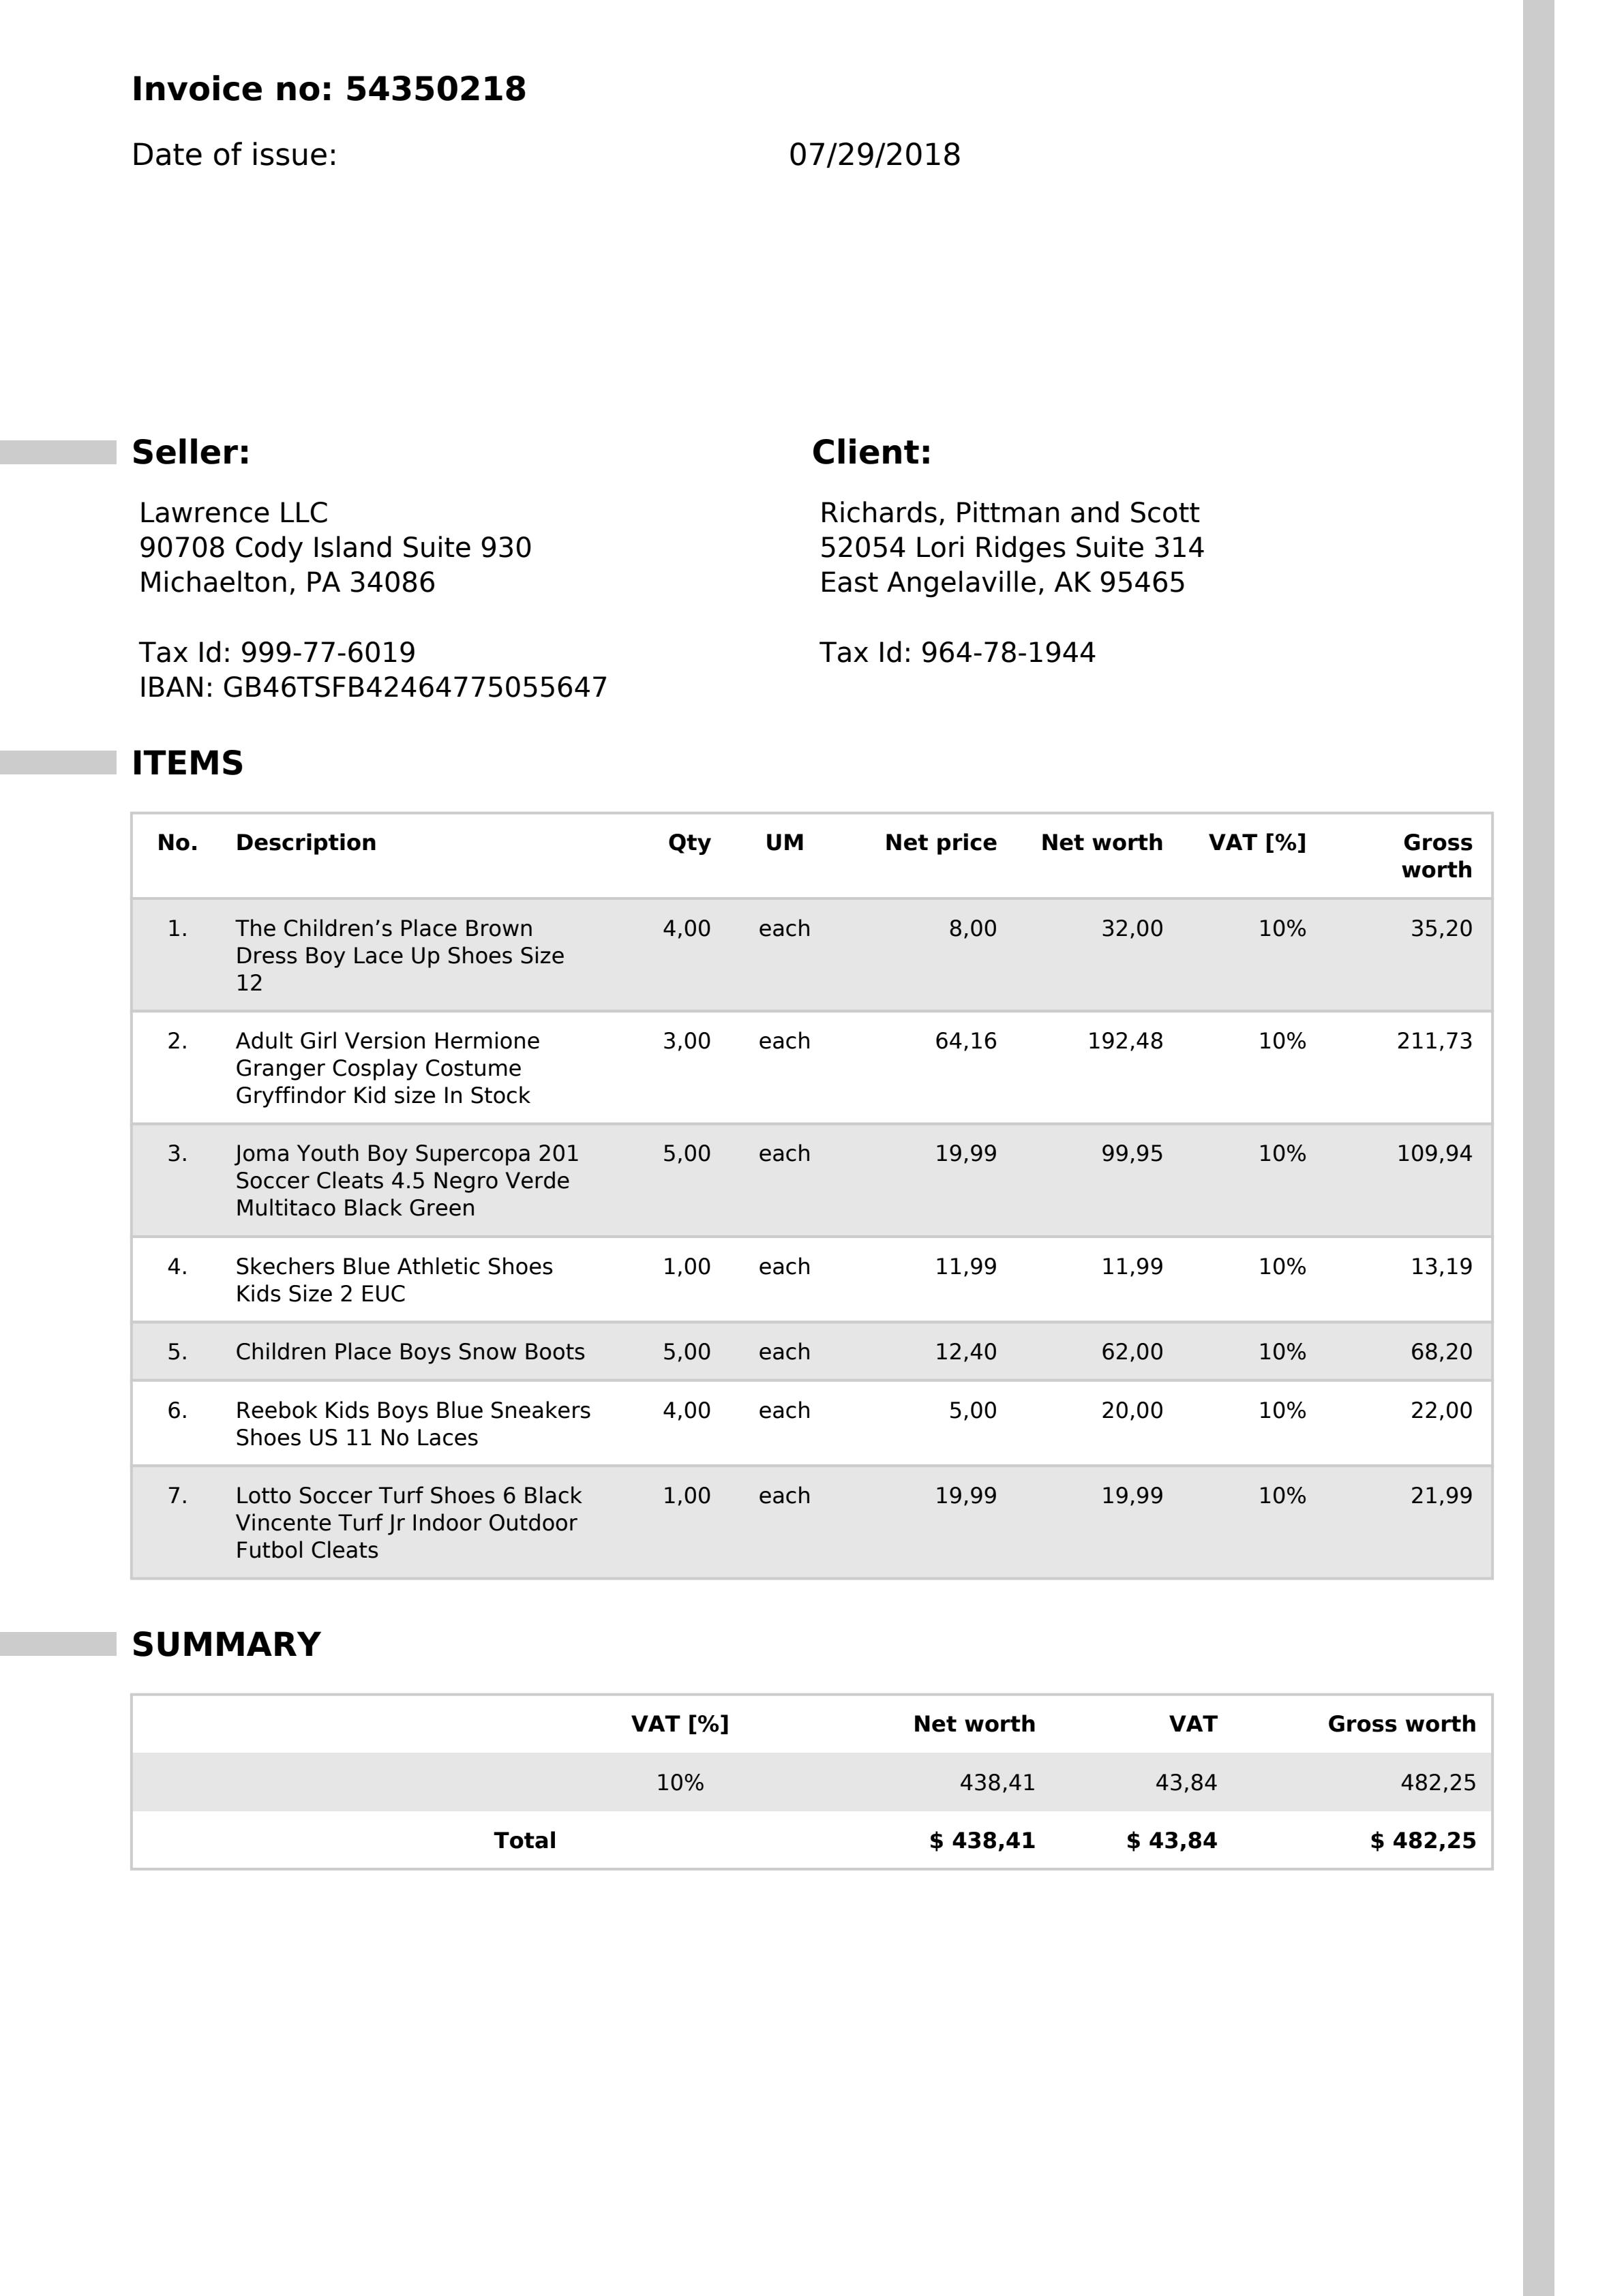 Invoice no: 54350218
Date of issue: 07/29/2018
Seller: Client:
Lawrence LLC Richards, Pittman and Scott
90708 Cody Island Suite 930 52054 Lori Ridges Suite 314
Michaelton, PA 34086 East Angelaville, AK 95465
Tax Id: 999-77-6019 Tax Id: 964-78-1944
IBAN: GB46TSFB42464775055647
ITEMS
No. Description Qty UM Net price Net worth VAT [%] Gross
worth
1. The Children’s Place Brown 4,00 each 8,00 32,00 10% 35,20
Dress Boy Lace Up Shoes Size
12
2. Adult Girl Version Hermione 3,00 each 64,16 192,48 10% 211,73
Granger Cosplay Costume
Gryffindor Kid size In Stock
3. Joma Youth Boy Supercopa 201 5,00 each 19,99 99,95 10% 109,94
Soccer Cleats 4.5 Negro Verde
Multitaco Black Green
4. Skechers Blue Athletic Shoes 1,00 each 11,99 11,99 10% 13,19
Kids Size 2 EUC
5. Children Place Boys Snow Boots 5,00 each 12,40 62,00 10% 68,20
6. Reebok Kids Boys Blue Sneakers 4,00 each 5,00 20,00 10% 22,00
Shoes US 11 No Laces
7. Lotto Soccer Turf Shoes 6 Black 1,00 each 19,99 19,99 10% 21,99
Vincente Turf Jr Indoor Outdoor
Futbol Cleats
SUMMARY
VAT [%] Net worth VAT Gross worth
10% 438,41 43,84 482,25
Total $ 438,41 $ 43,84 $ 482,25